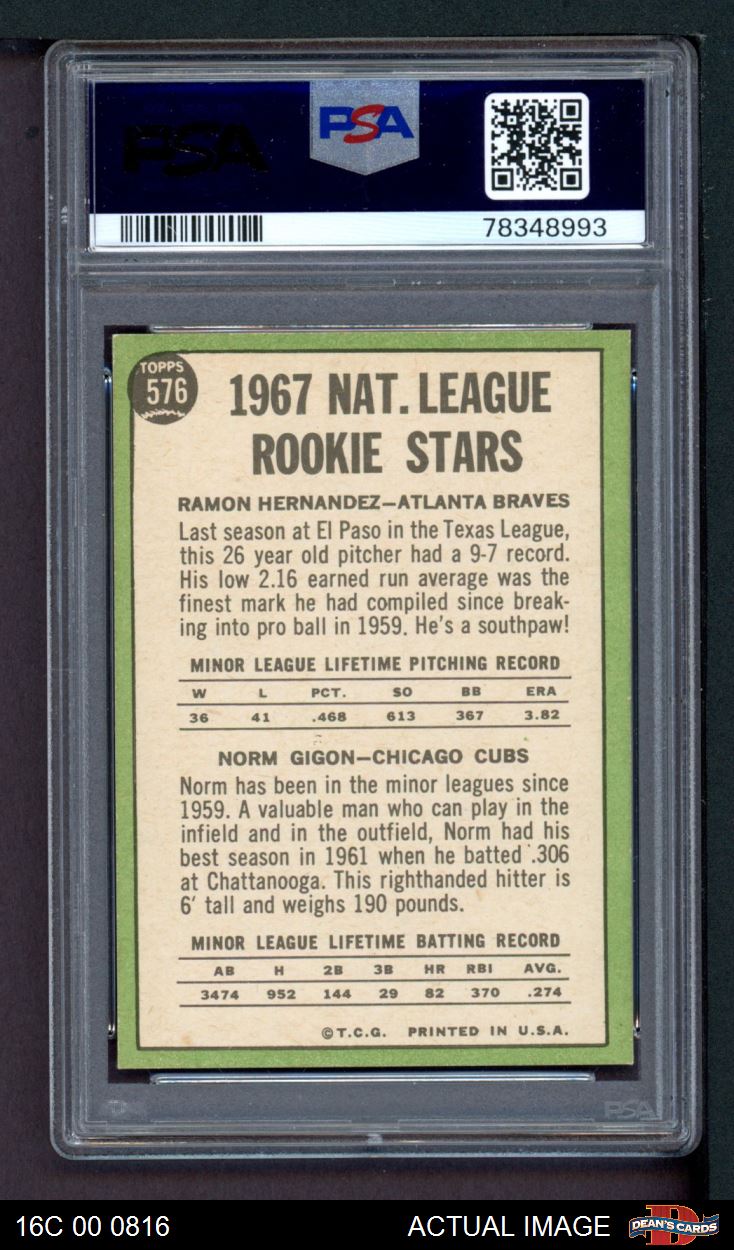 PSA
PSA
78348993
TOPPS
576
1967 NAT. LEAGUE
ROOKIE STARS
RAMON HERNANDEZ—ATLANTA BRAVES
Last season at El Paso in the Texas League,
this 26 year old pitcher had a 9-7 record.
His low 2.16 earned run average was the
finest mark he had compiled since break-
ing into pro ball in 1959. He's a southpaw!
MINOR LEAGUE LIFETIME PITCHING RECORD
W L PCT. SO BB ERA
36 41 .468 613 367 3.82
NORM GIGON—CHICAGO CUBS
Norm has been in the minor leagues since
1959. A valuable man who can play in the
infield and in the outfield, Norm had his
best season in 1961 when he batted .306
at Chattanooga. This righthanded hitter is
6' tall and weighs 190 pounds.
MINOR LEAGUE LIFETIME BATTING RECORD
AB H 2B 3B HR RBI AVG.
3474 952 144 29 82 370 .274
©T.C.G. PRINTED IN U.S.A.
PSA
16C 00 0816 ACTUAL IMAGE DEAN'S CARDS